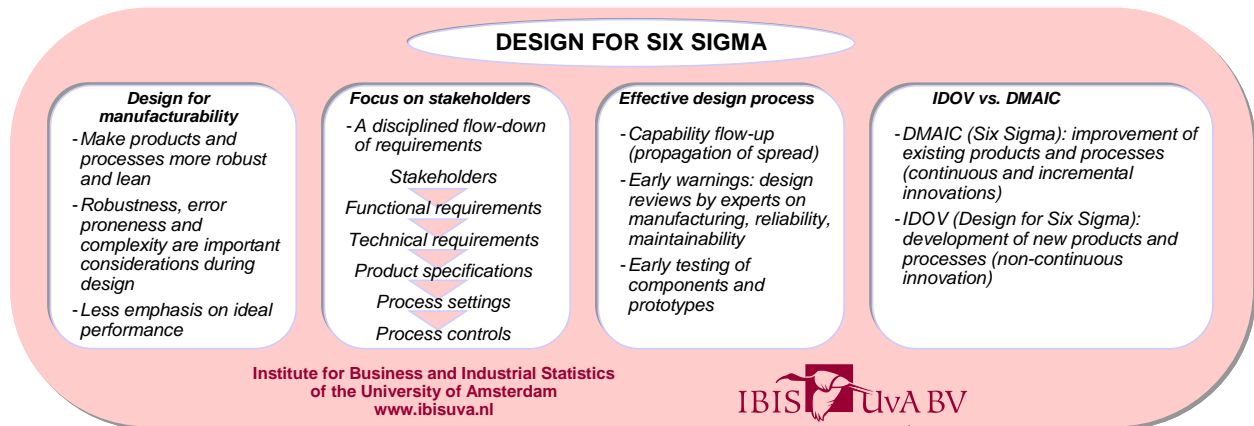 DESIGN FOR SIX SIGMA
Design for
manufacturability
- Make products and
processes more robust
and lean
- Robustness, error
proneness and
complexity are important
considerations during
design
- Less emphasis on ideal
performance
Focus on stakeholders
- A disciplined flow-down
of requirements
Stakeholders
Functional requirements
Technical requirements
Product specifications
Process settings
Process controls
Effective design process
- Capability flow-up
(propagation of spread)
- Early warnings: design
reviews by experts on
manufacturing, reliability,
maintainability
- Early testing of
components and
prototypes
IDOV vs. DMAIC
- DMAIC (Six Sigma): improvement of
existing products and processes
(continuous and incremental
innovations)
- IDOV (Design for Six Sigma):
development of new products and
processes (non-continuous
innovation)
Institute for Business and Industrial Statistics
of the University of Amsterdam
www.ibisuva.nl
IBIS UvA BV